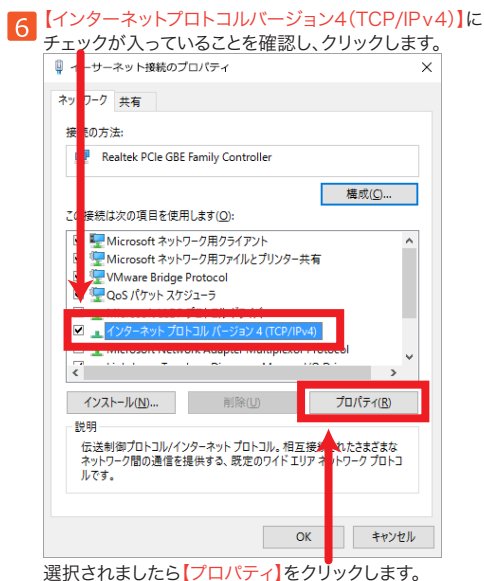 6 【インターネットプロトコルバージョン4(TCP/IPv4)】に
チェックが入っていることを確認し、クリックします。
イーサーネット接続のプロパティ
ネットワーク 共有
接続の方法:
Realtek PCIe GBE Family Controller
構成(C)...
この接続は次の項目を使用します(O):
Microsoft ネットワーク用クライアント
Microsoft ネットワーク用ファイルとプリンター共有
VMware Bridge Protocol
QoS パケット スケジューラ
インターネット プロトコル バージョン 4 (TCP/IPv4)
Microsoft Network Adapter Multiplexor Protocol
インストール(N)... 削除(U) プロパティ(R)
説明
伝送制御プロトコル/インターネット プロトコル。相互接続されたさまざまな
ネットワーク間の通信を提供する、既定のワイド エリア ネットワーク プロトコ
ルです。
OK キャンセル
選択されましたら【プロパティ】をクリックします。